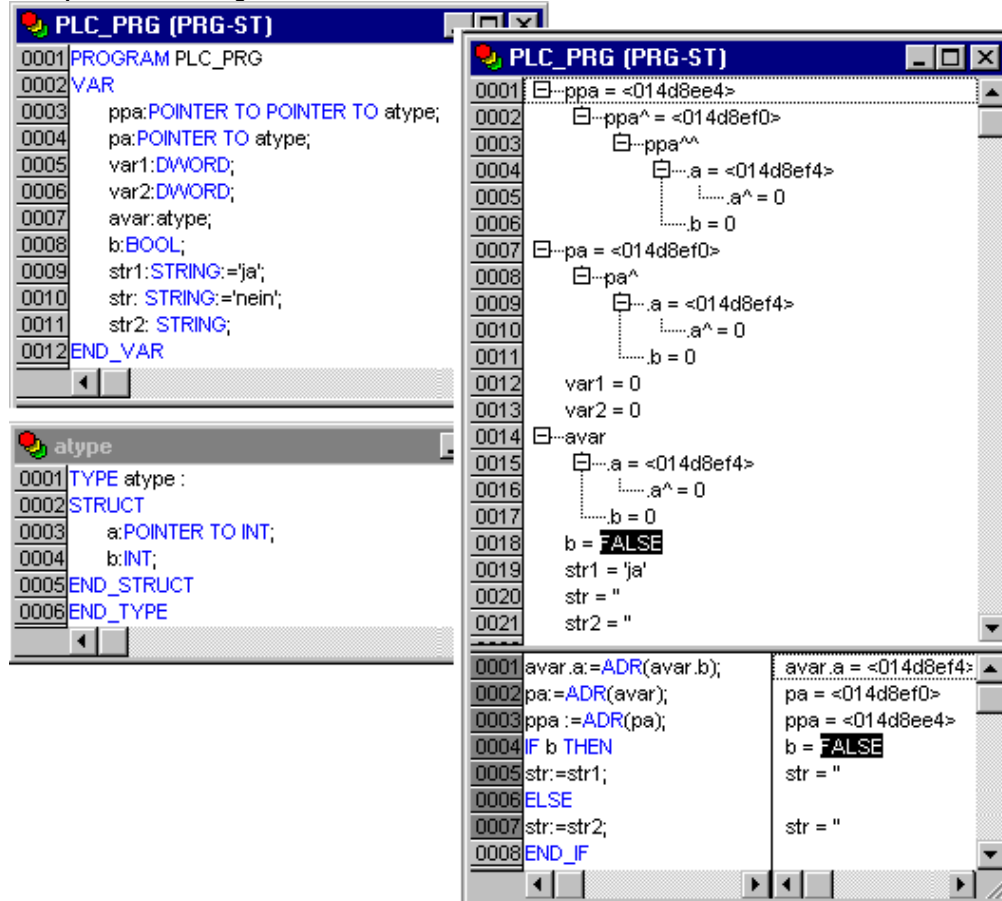 PLC_PRG (PRG-ST)
0001 PROGRAM PLC_PRG
0002 VAR
0003 ppa:POINTER TO POINTER TO atype;
0004 pa:POINTER TO atype;
0005 var1:DWORD;
0006 var2:DWORD;
0007 avar:atype;
0008 b:BOOL;
0009 str1:STRING:='ja';
0010 str: STRING:='nein';
0011 str2: STRING;
0012 END_VAR
atype
0001 TYPE atype :
0002 STRUCT
0003 a:POINTER TO INT;
0004 b:INT;
0005 END_STRUCT
0006 END_TYPE
PLC_PRG (PRG-ST)
0001 ppa = <014d8ee4>
0002 ppa^ = <014d8ef0>
0003 ppa^^
0004 .a = <014d8ef4>
0005 .a^ = 0
0006 .b = 0
0007 pa = <014d8ef0>
0008 pa^
0009 .a = <014d8ef4>
0010 .a^ = 0
0011 .b = 0
0012 var1 = 0
0013 var2 = 0
0014 avar
0015 .a = <014d8ef4>
0016 .a^ = 0
0017 .b = 0
0018 b = FALSE
0019 str1 = 'ja'
0020 str = ''
0021 str2 = ''
0001 avar.a:=ADR(avar.b); avar.a = <014d8ef4>
0002 pa:=ADR(avar); pa = <014d8ef0>
0003 ppa :=ADR(pa); ppa = <014d8ee4>
0004 IF b THEN b = FALSE
0005 str:=str1; str = ''
0006 ELSE
0007 str:=str2; str = ''
0008 END_IF